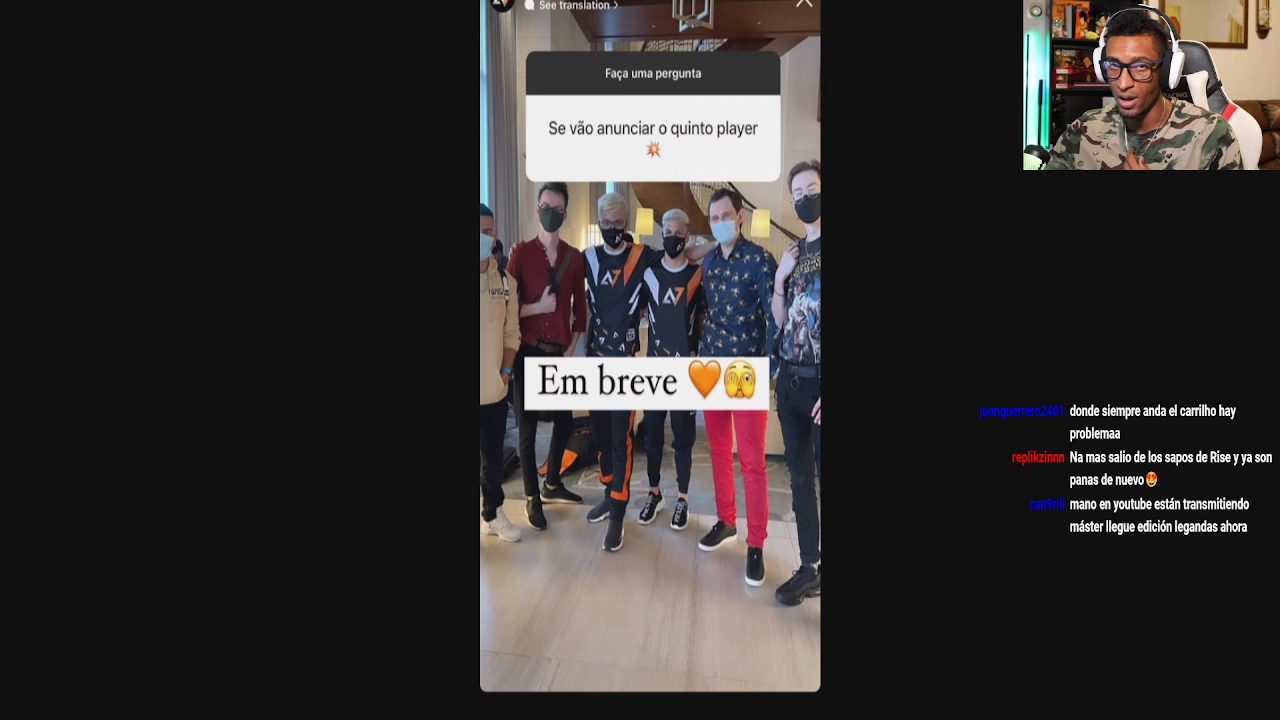 See translation
Faça uma pergunta
Se vão anunciar o quinto player
💥
Em breve 🧡🫣
juanguerrero2401 donde siempre anda el carrilho hay
problemaa
replikzinnn Na mas salio de los sapos de Rise y ya son
panas de nuevo🤩
mano en youtube están transmitiendo
máster llegue edición legandas ahora